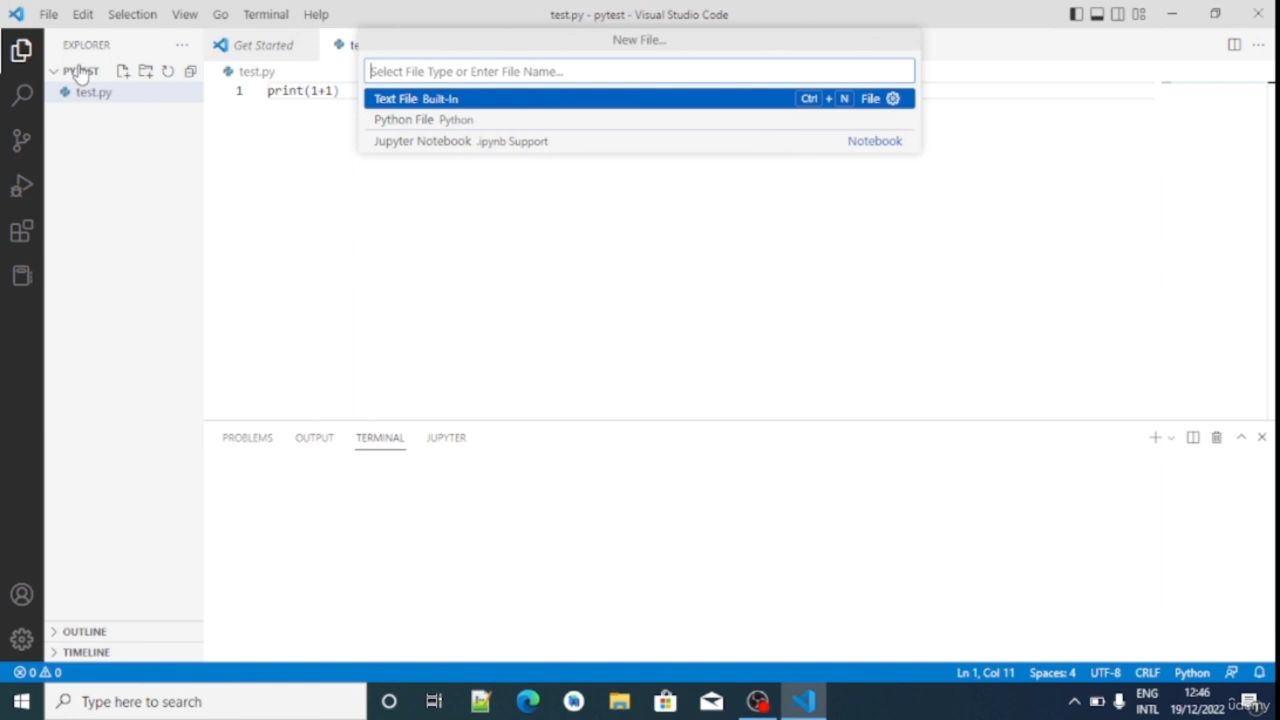 File Edit Selection View Go Terminal Help
test.py - pytest - Visual Studio Code
EXPLORER
Get Started
New File...
test.py
Select File Type or Enter File Name...
test.py
1 print(1+1)
Text File Built-In
Ctrl + N File
Python File Python
Jupyter Notebook .ipynb Support
Notebook
PROBLEMS OUTPUT TERMINAL JUPYTER
OUTLINE
TIMELINE
0 0
Ln 1, Col 11 Spaces: 4 UTF-8 CRLF Python
Type here to search
ENG
INTL
12:46
19/12/2022
udemy